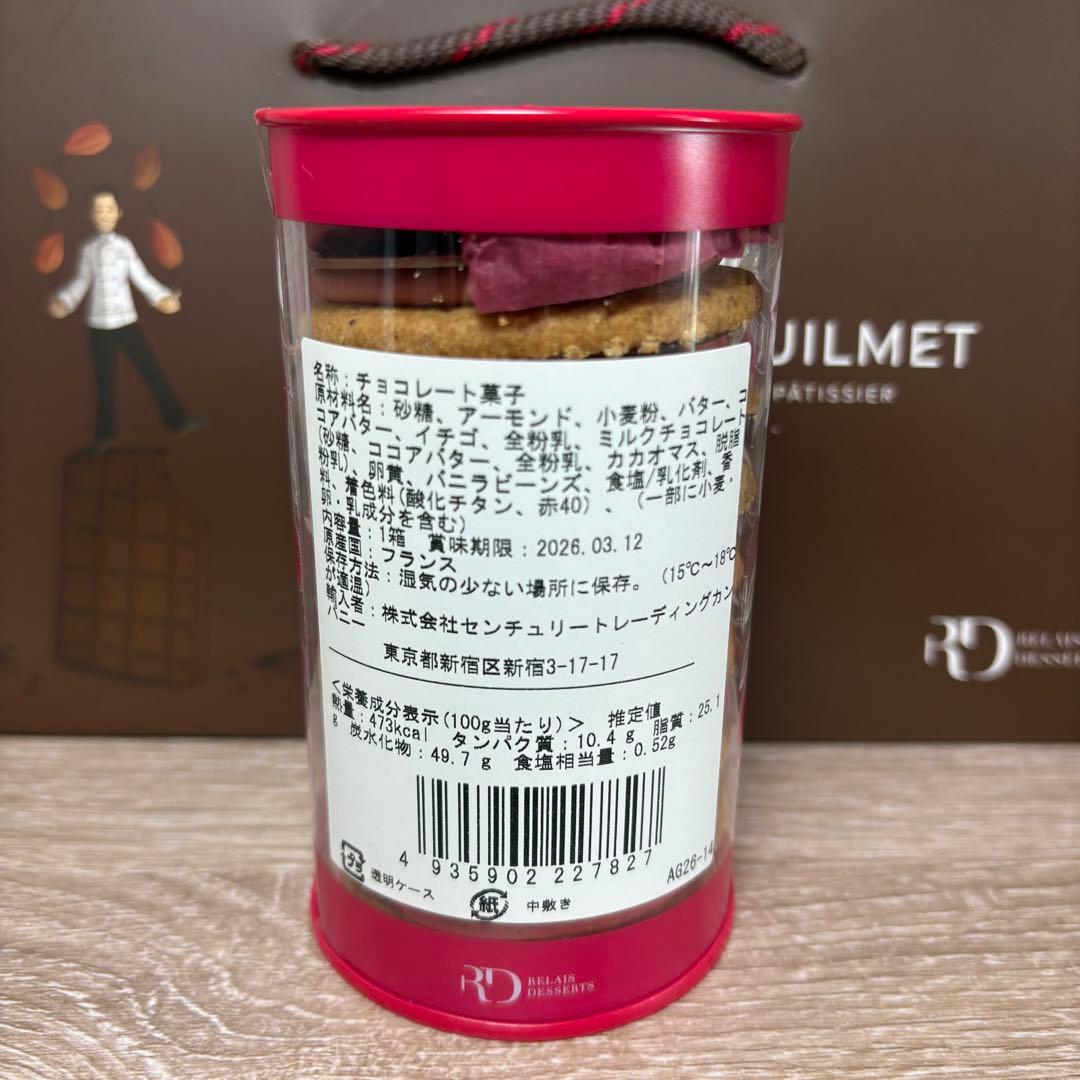 UILMET
PÂTISSIER
名称：チョコレート菓子
原材料名：砂糖、アーモンド、小麦粉、バター、コ
コアバター、イチゴ、全粉乳、ミルクチョコレート
(砂糖、ココアバター、全粉乳、カカオマス、脱脂
粉乳)、卵黄、バニラビーンズ、食塩/乳化剤、香
料、着色料(酸化チタン、赤40)、(一部に小麦・
卵・乳成分を含む)
内容量：1箱 賞味期限：2026.03.12
原産国：フランス
保存方法：湿気の少ない場所に保存。(15℃～18℃
が適温)
輸入者：株式会社センチュリートレーディングカン
パニー
東京都新宿区新宿3-17-17
<栄養成分表示(100g当たり)> 推定値
熱量：473kcal タンパク質：10.4g 脂質：25.1
g 炭水化物：49.7g 食塩相当量：0.52g
4 935902 227827
AG26-14
プラ 透明ケース
紙 中敷き
RD RELAIS
DESSERTS
RD RELAIS
DESSERTS